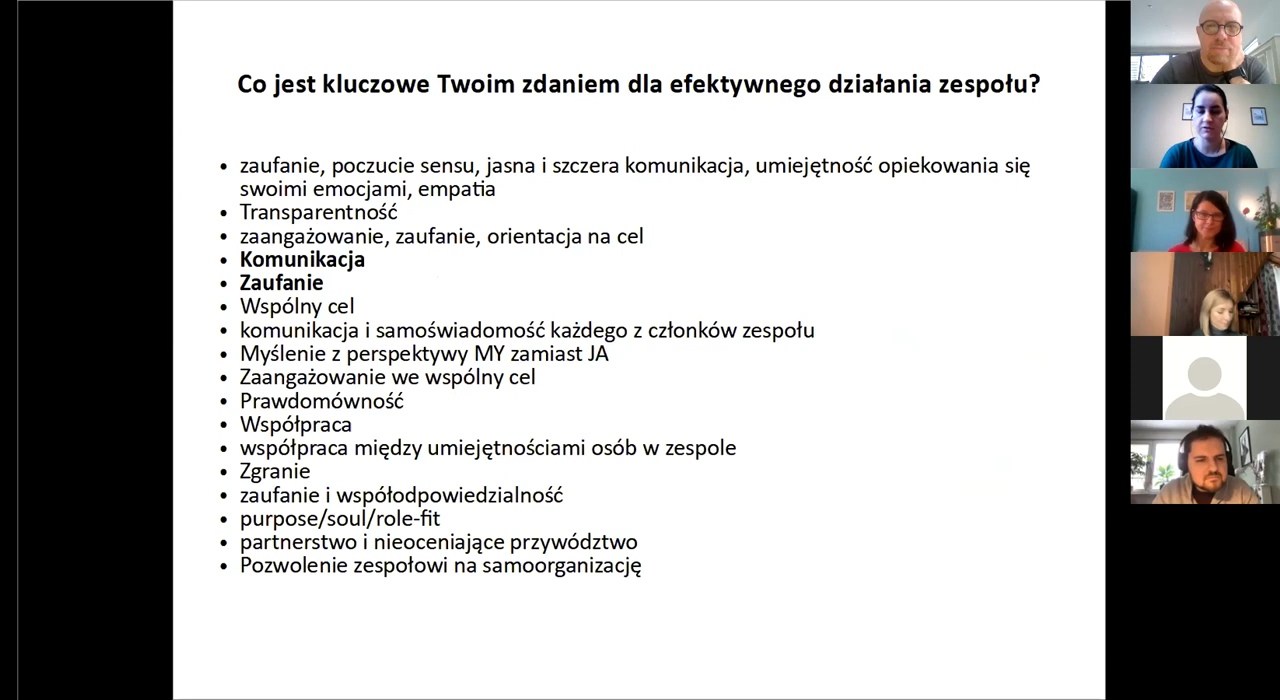 Co jest kluczowe Twoim zdaniem dla efektywnego działania zespołu?
• zaufanie, poczucie sensu, jasna i szczera komunikacja, umiejętność opiekowania się
swoimi emocjami, empatia
• Transparentność
• zaangażowanie, zaufanie, orientacja na cel
• Komunikacja
• Zaufanie
• Wspólny cel
• komunikacja i samoświadomość każdego z członków zespołu
• Myślenie z perspektywy MY zamiast JA
• Zaangażowanie we wspólny cel
• Prawdomówność
• Współpraca
• współpraca między umiejętnościami osób w zespole
• Zgranie
• zaufanie i współodpowiedzialność
• purpose/soul/role-fit
• partnerstwo i nieoceniające przywództwo
• Pozwolenie zespołowi na samoorganizację